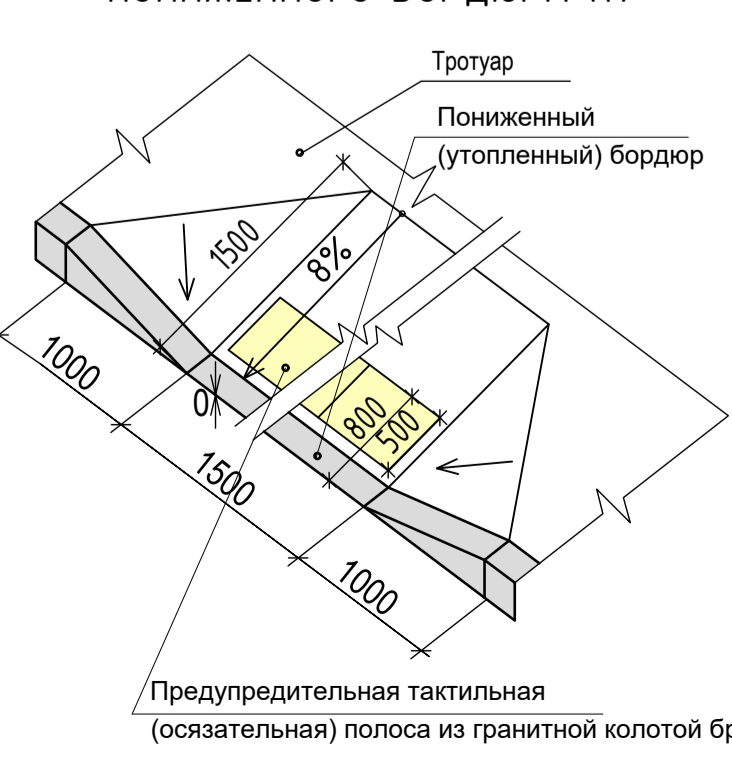 Тротуар
Пониженный
(утопленный) бордюр
1500
8%
1000
0
800
500
1500
1000
Предупредительная тактильная
(осязательная) полоса из гранитной колотой